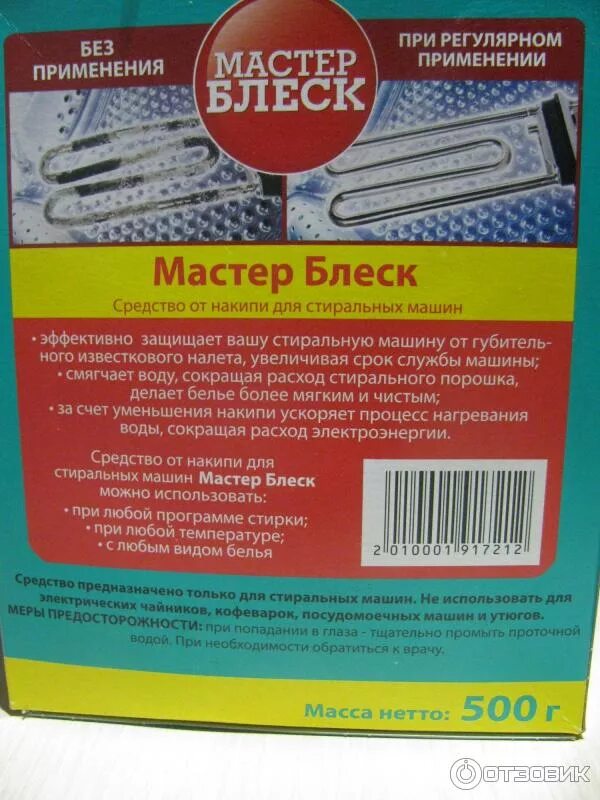 БЕЗ
ПРИМЕНЕНИЯ
МАСТЕР
БЛЕСК
ПРИ РЕГУЛЯРНОМ
ПРИМЕНЕНИИ
Мастер Блеск
Средство от накипи для стиральных машин
• эффективно защищает вашу стиральную машину от губитель-
ного известкового налета, увеличивая срок службы машины;
• смягчает воду, сокращая расход стирального порошка,
делает белье более мягким и чистым;
• за счет уменьшения накипи ускоряет процесс нагревания
воды, сокращая расход электроэнергии.
Средство от накипи для
стиральных машин Мастер Блеск
можно использовать:
• при любой программе стирки;
• при любой температуре;
• с любым видом белья
2 010001 917212
Средство предназначено только для стиральных машин. Не использовать для
электрических чайников, кофеварок, посудомоечных машин и утюгов.
МЕРЫ ПРЕДОСТОРОЖНОСТИ: при попадании в глаза - тщательно промыть проточной
водой. При необходимости обратиться к врачу.
Масса нетто: 500 г
ОТЗОВИК